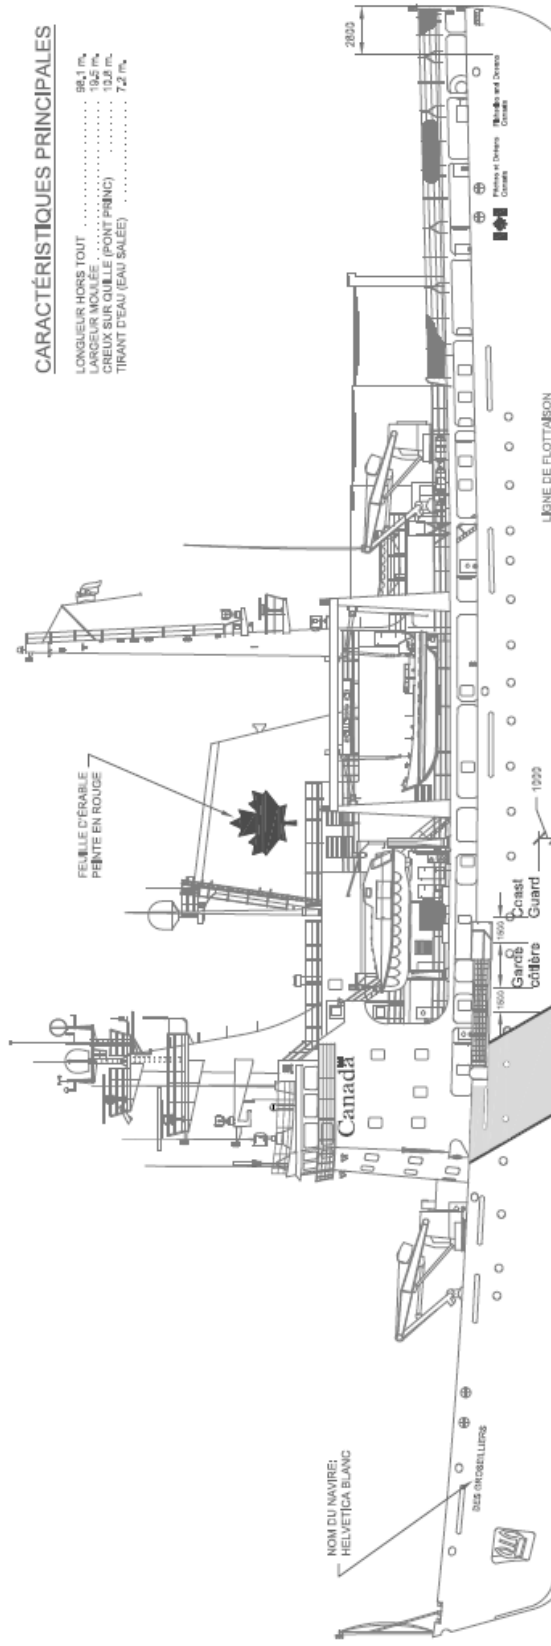 CARACTÉRISTIQUES PRINCIPALES
LONGUEUR HORS TOUT . . . . . . . . . . . . . . . . 98,1 m.
LARGEUR MOULÉE . . . . . . . . . . . . . . . . . . 19,5 m.
CREUX SUR QUILLE (PONT PRINC) . . . . . . . . 10,8 m.
TIRANT D'EAU (EAU SALÉE) . . . . . . . . . . . . . 7,2 m.
FEUILLE D'ÉRABLE
PEINTE EN ROUGE
NOM DU NAVIRE:
HELVETICA BLANC
DES GROSEILLIERS
Canada
Garde
côtière
Coast
Guard
1500
1500
1000
LIGNE DE FLOTTAISON
Pêches et Océans
Canada
Fisheries and Oceans
Canada
2800